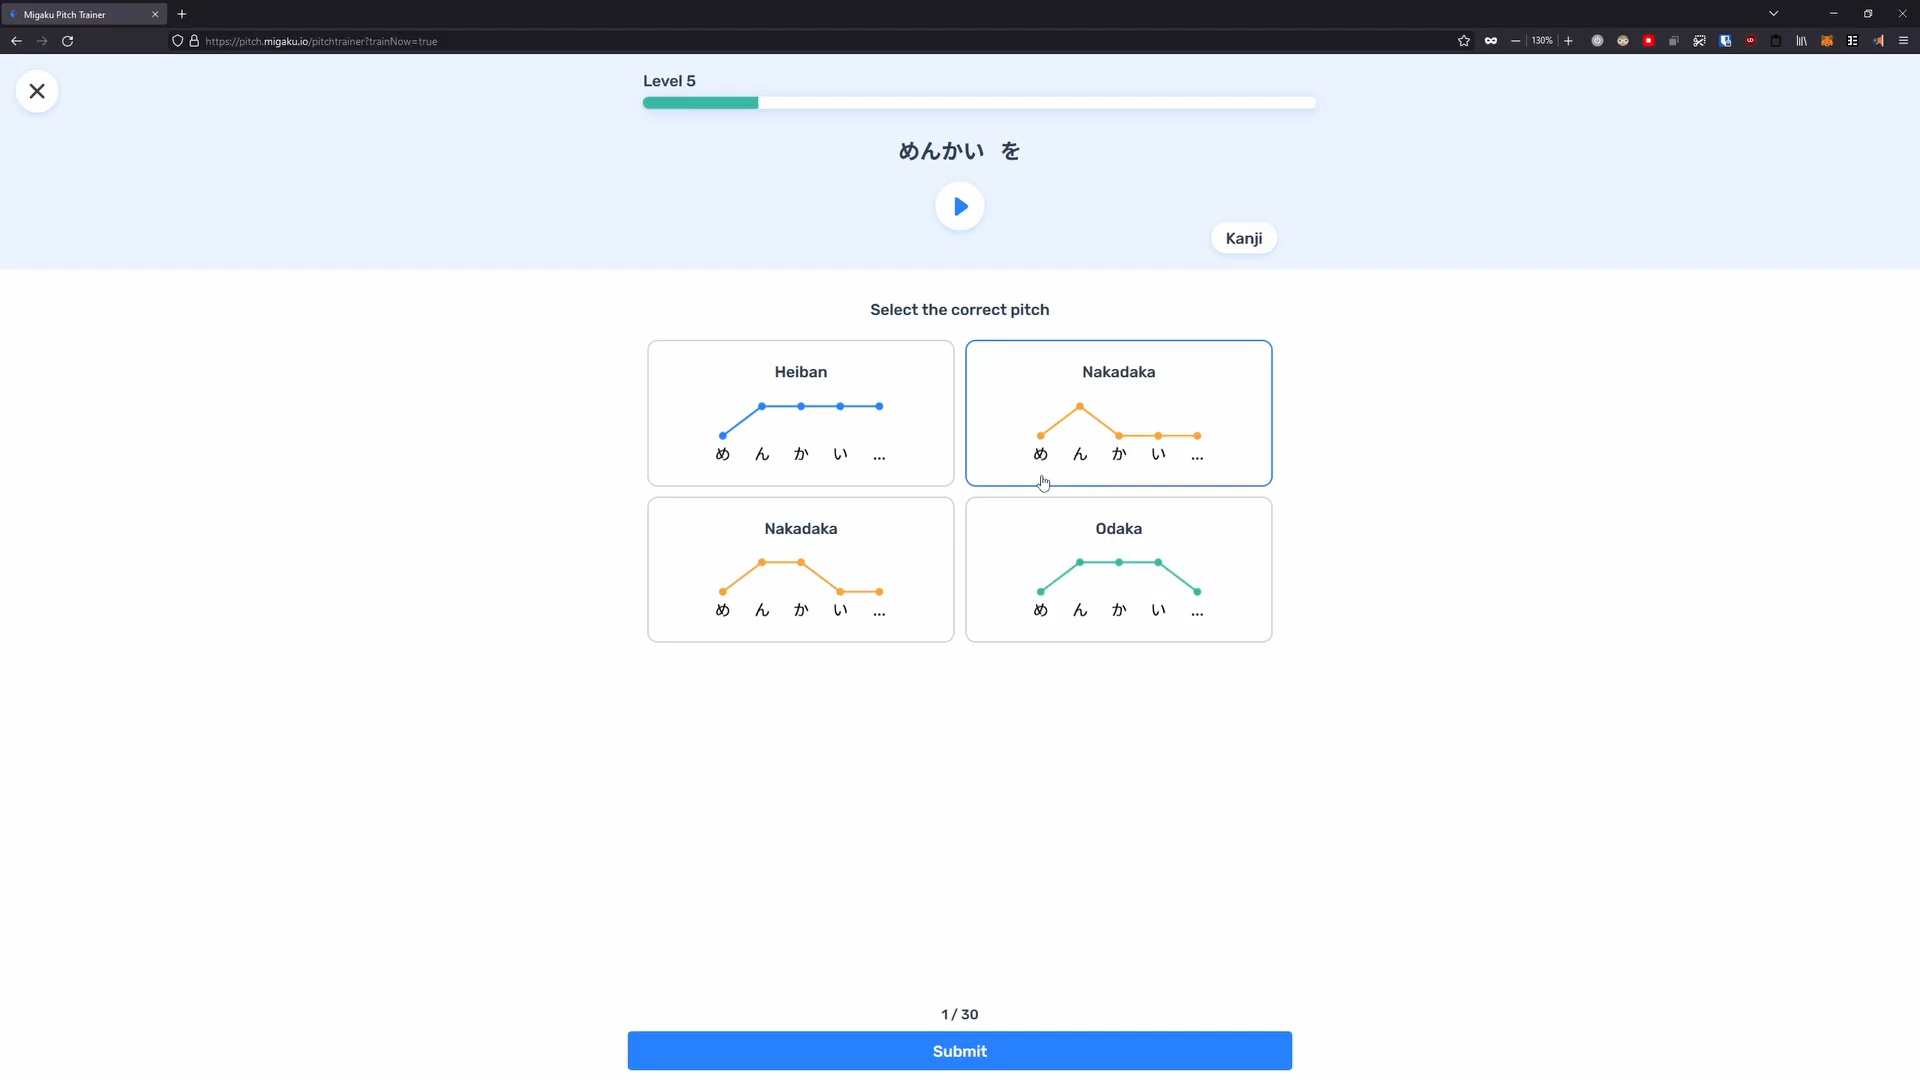 Migaku Pitch Trainer
https://pitch.migaku.io/pitchtrainer?trainNow=true
130%
Level 5
めんかい を
Kanji
Select the correct pitch
Heiban
め ん か い ...
Nakadaka
め ん か い ...
Nakadaka
め ん か い ...
Odaka
め ん か い ...
1 / 30
Submit